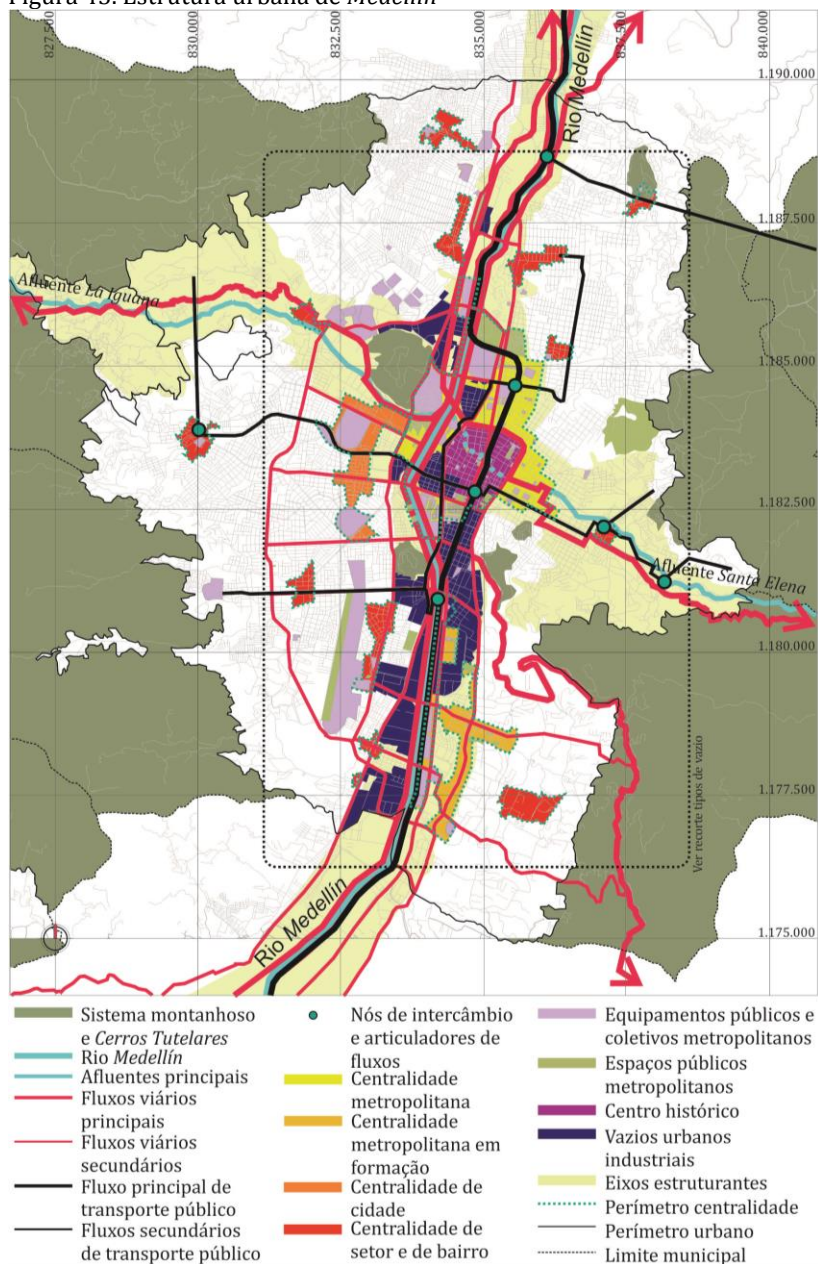 Figura 45: Estrutura urbana de Medellín
827.500
830.000
832.500
835.000
837.500
840.000
1.190.000
Rio Medellín
1.187.500
Afluente La Iguana
1.185.000
1.182.500
Afluente Santa Elena
1.180.000
Ver recorte tipos de vazio
1.177.500
Rio Medellín
1.175.000
Sistema montanhoso
e Cerros Tutelares
Rio Medellín
Afluentes principais
Fluxos viários
principais
Fluxos viários
secundários
Fluxo principal de
transporte público
Fluxos secundários
de transporte público
Nós de intercâmbio
e articuladores de
fluxos
Centralidade
metropolitana
Centralidade
metropolitana em
formação
Centralidade de
cidade
Centralidade de
setor e de bairro
Equipamentos públicos e
coletivos metropolitanos
Espaços públicos
metropolitanos
Centro histórico
Vazios urbanos
industriais
Eixos estruturantes
Perímetro centralidade
Perímetro urbano
Limite municipal